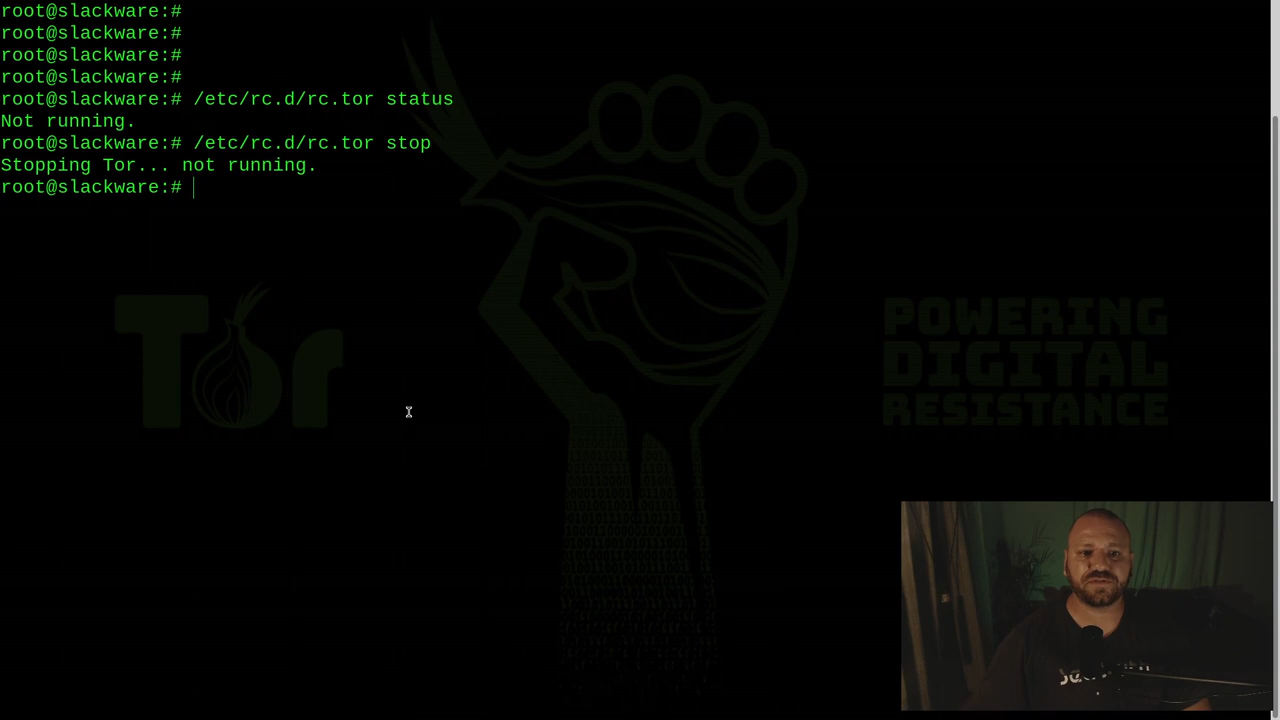 root@slackware:#
root@slackware:#
root@slackware:#
root@slackware:#
root@slackware:# /etc/rc.d/rc.tor status
Not running.
root@slackware:# /etc/rc.d/rc.tor stop
Stopping Tor... not running.
root@slackware:#
Tor
POWERING
DIGITAL
RESISTANCE